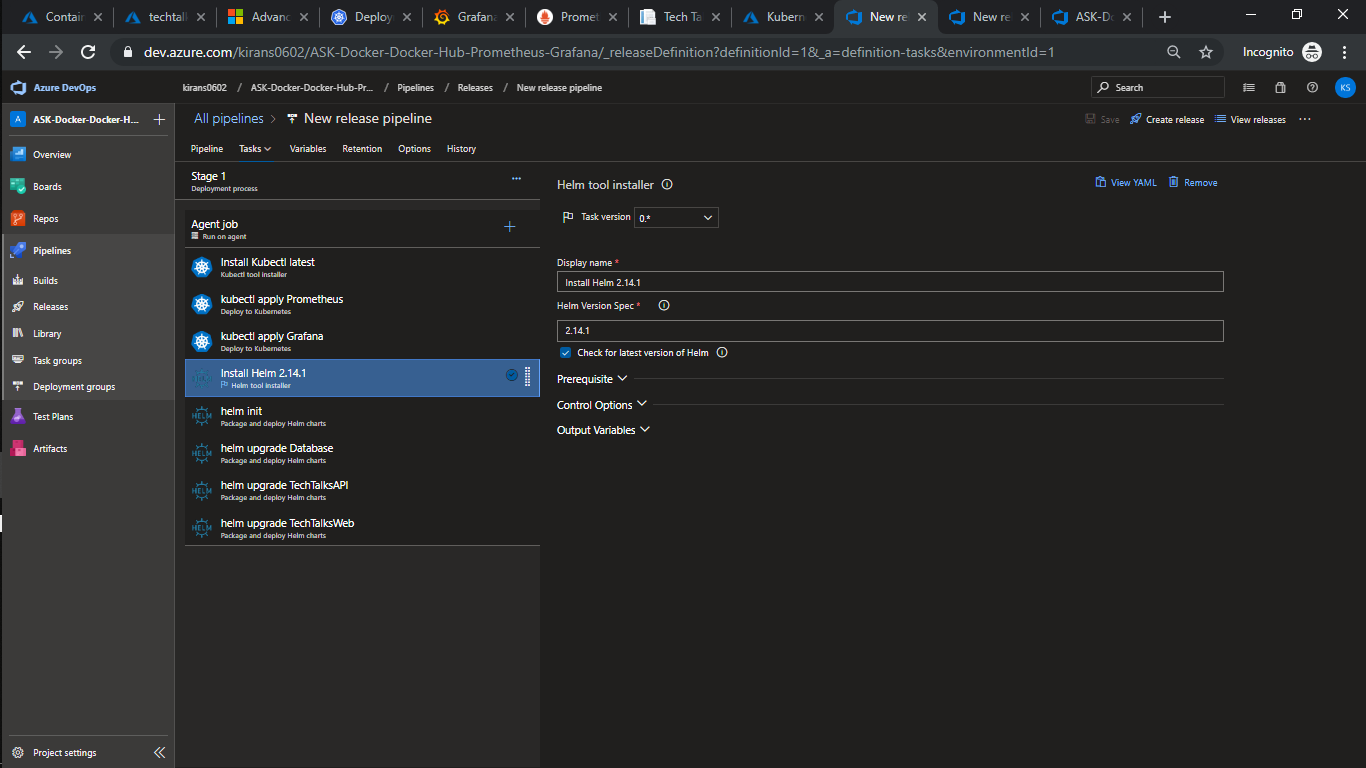 Contain
techtalk
Advanc
Deploy
Grafana
Promet
Tech Ta
Kubern
New re
New re
ASK-Do
dev.azure.com/kirans0602/ASK-Docker-Docker-Hub-Prometheus-Grafana/_releaseDefinition?definitionId=1&_a=definition-tasks&environmentId=1
Incognito
Azure DevOps
kirans0602 / ASK-Docker-Docker-Hub-Pr... / Pipelines / Releases / New release pipeline
Search
KS
A ASK-Docker-Docker-H...
Overview
Boards
Repos
Pipelines
Builds
Releases
Library
Task groups
Deployment groups
Test Plans
Artifacts
Project settings
All pipelines > New release pipeline
Save Create release View releases ...
Pipeline Tasks Variables Retention Options History
Stage 1
Deployment process
...
Agent job
Run on agent
Install Kubectl latest
Kubectl tool installer
kubectl apply Prometheus
Deploy to Kubernetes
kubectl apply Grafana
Deploy to Kubernetes
Install Helm 2.14.1
Helm tool installer
HELM
helm init
Package and deploy Helm charts
HELM
helm upgrade Database
Package and deploy Helm charts
HELM
helm upgrade TechTalksAPI
Package and deploy Helm charts
HELM
helm upgrade TechTalksWeb
Package and deploy Helm charts
Helm tool installer
View YAML Remove
Task version 0.*
Display name *
Install Helm 2.14.1
Helm Version Spec *
2.14.1
Check for latest version of Helm
Prerequisite
Control Options
Output Variables